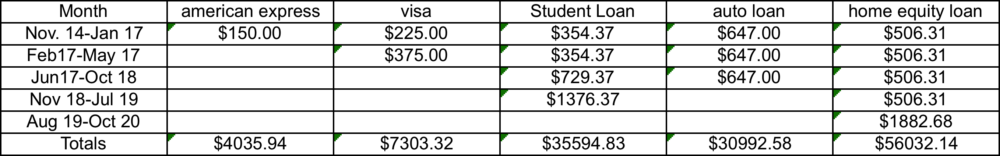 Month american express visa Student Loan auto loan home equity loan
Nov. 14-Jan 17 $150.00 $225.00 $354.37 $647.00 $506.31
Feb17-May 17 $375.00 $354.37 $647.00 $506.31
Jun17-Oct 18 $729.37 $647.00 $506.31
Nov 18-Jul 19 $1376.37 $506.31
Aug 19-Oct 20 $1882.68
Totals $4035.94 $7303.32 $35594.83 $30992.58 $56032.14